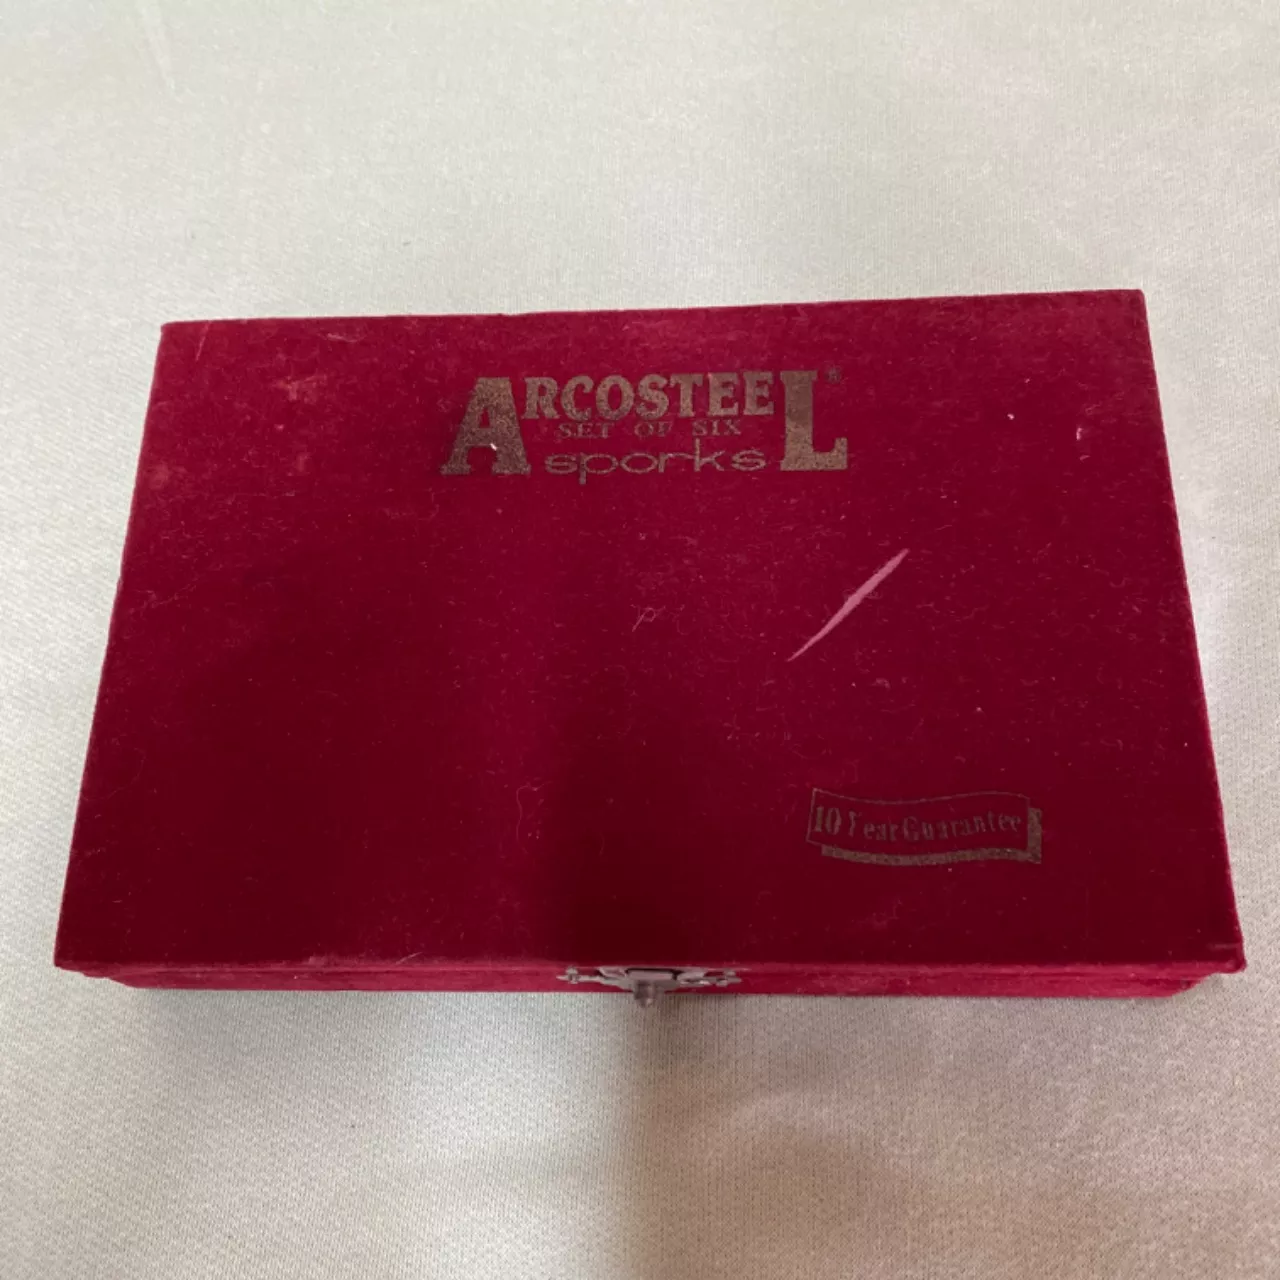 ARCOSTEEL®
SET OF SIX
sporks
10 Year Guarantee